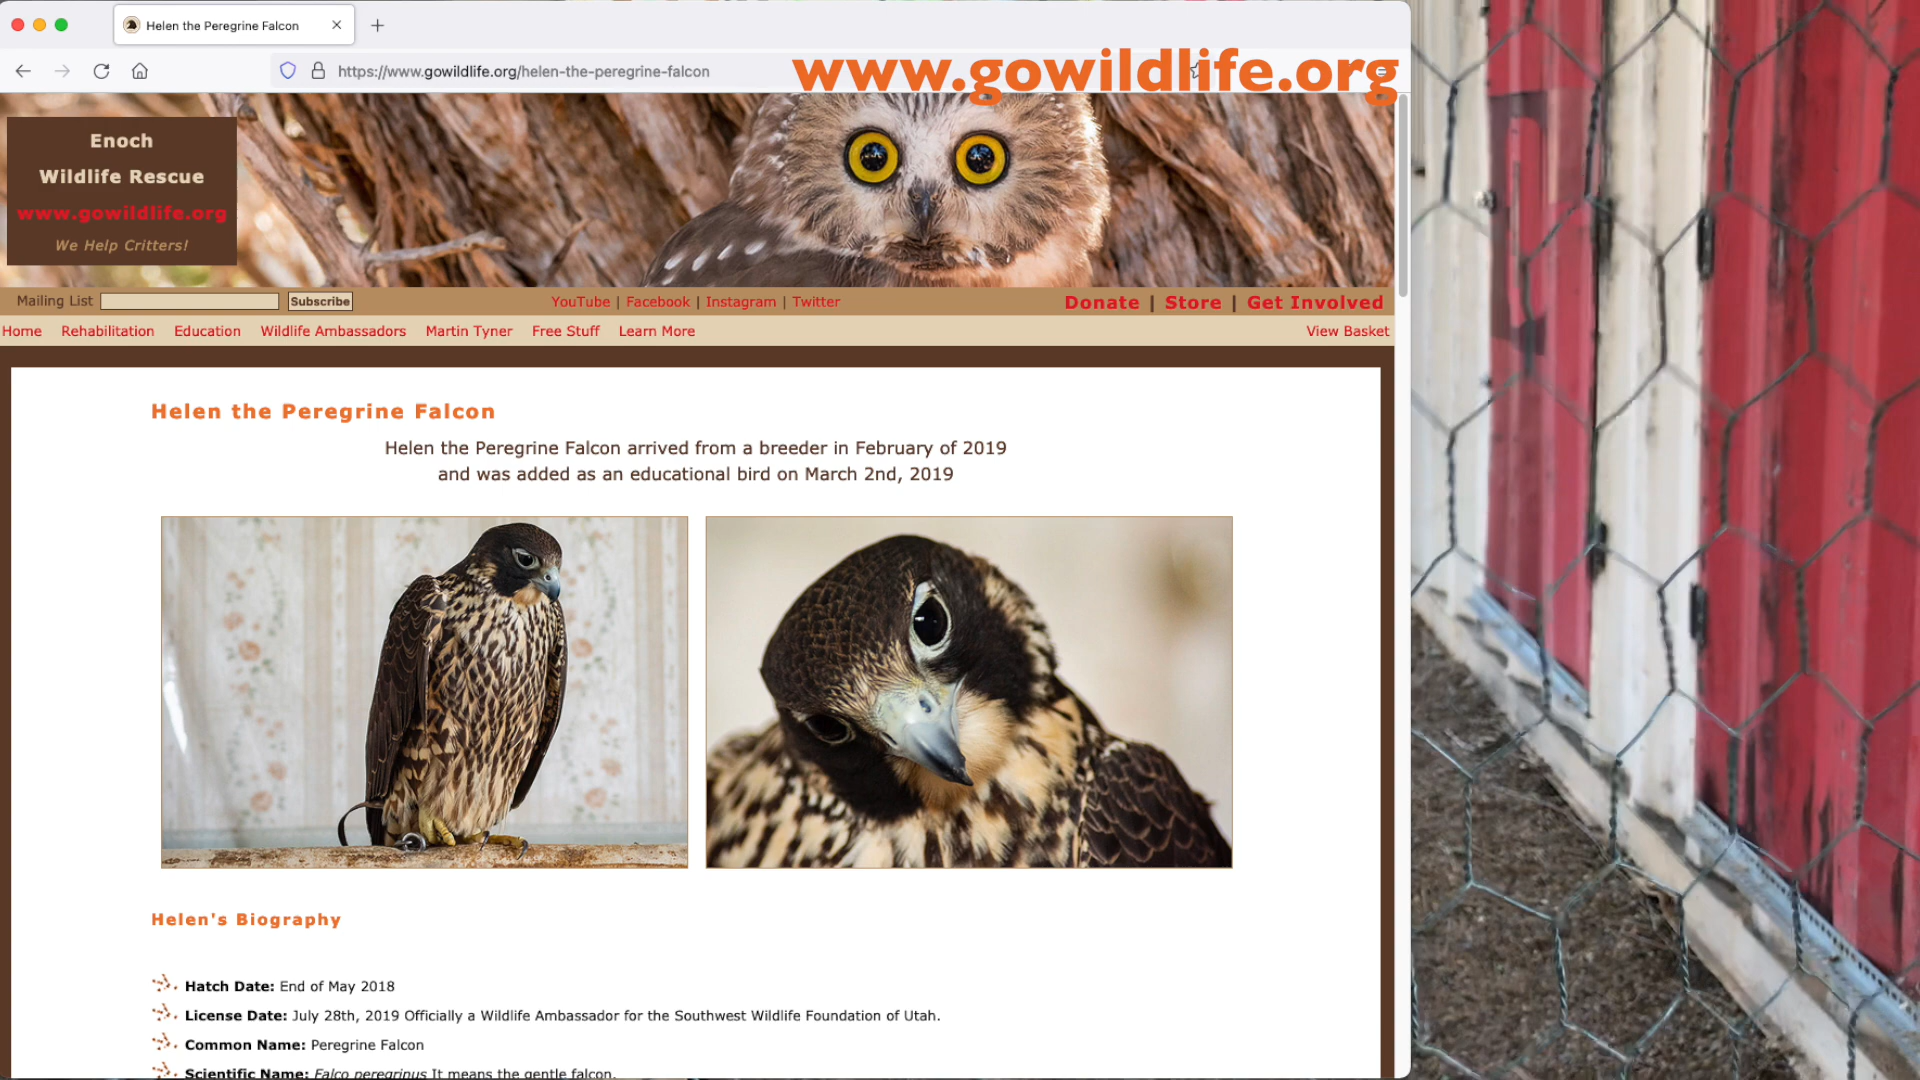 Helen the Peregrine Falcon
https://www.gowildlife.org/helen-the-peregrine-falcon
www.gowildlife.org
Enoch
Wildlife Rescue
www.gowildlife.org
We Help Critters!
Mailing List Subscribe YouTube | Facebook | Instagram | Twitter Donate | Store | Get Involved
Home Rehabilitation Education Wildlife Ambassadors Martin Tyner Free Stuff Learn More View Basket
Helen the Peregrine Falcon
Helen the Peregrine Falcon arrived from a breeder in February of 2019
and was added as an educational bird on March 2nd, 2019
Helen's Biography
Hatch Date: End of May 2018
License Date: July 28th, 2019 Officially a Wildlife Ambassador for the Southwest Wildlife Foundation of Utah.
Common Name: Peregrine Falcon
Scientific Name: Falco peregrinus It means the gentle falcon.